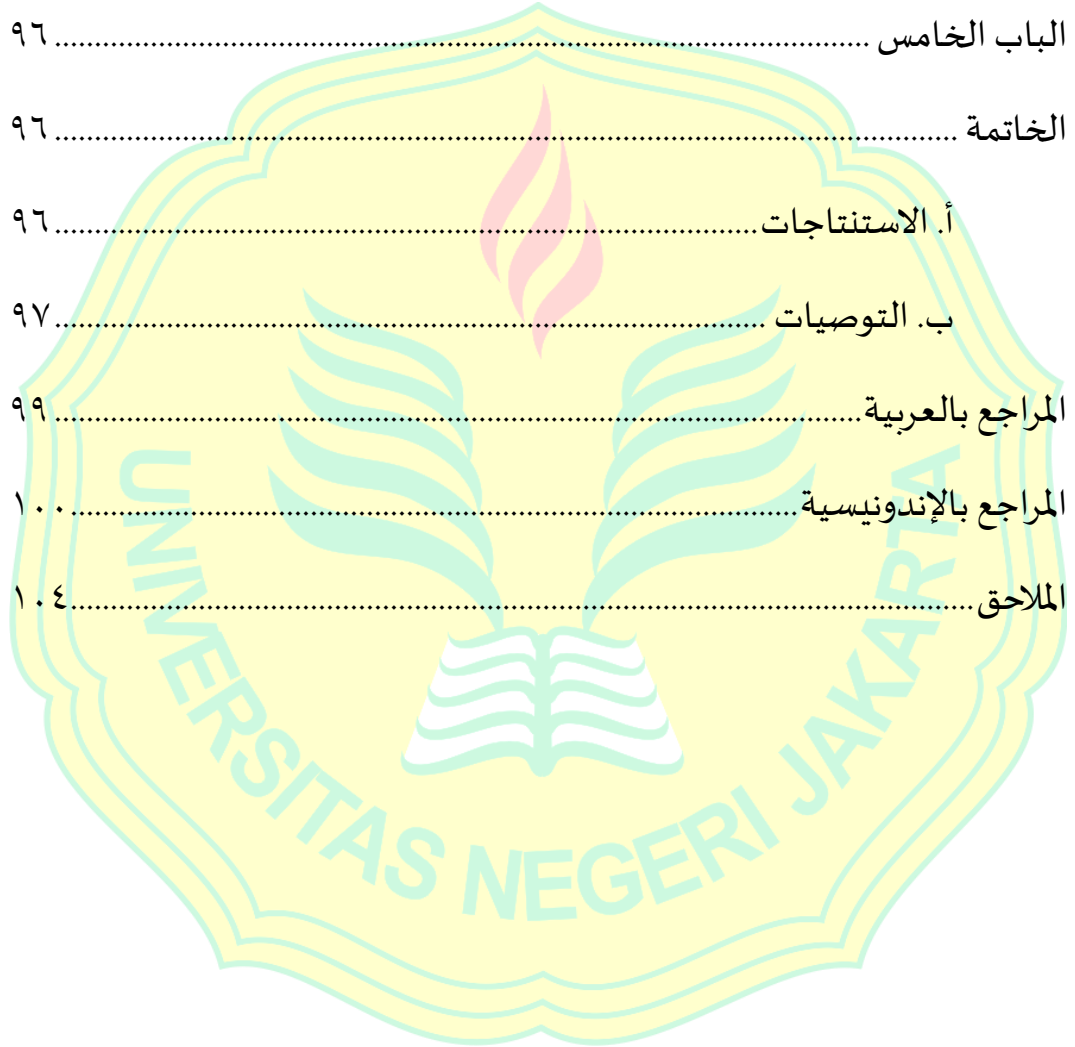 الباب الخامس ..................................................................................... ٩٦
الخاتمة ..................................................................................... ٩٦
أ. الاستنتاجات..................................................................................... ٩٦
ب. التوصيات ..................................................................................... ٩٧
المراجع بالعربية..................................................................................... ٩٩
المراجع بالإندونيسية..................................................................................... ١٠٠
الملاحق..................................................................................... ١٠٤
UNIVERSITAS NEGERI JAKARTA